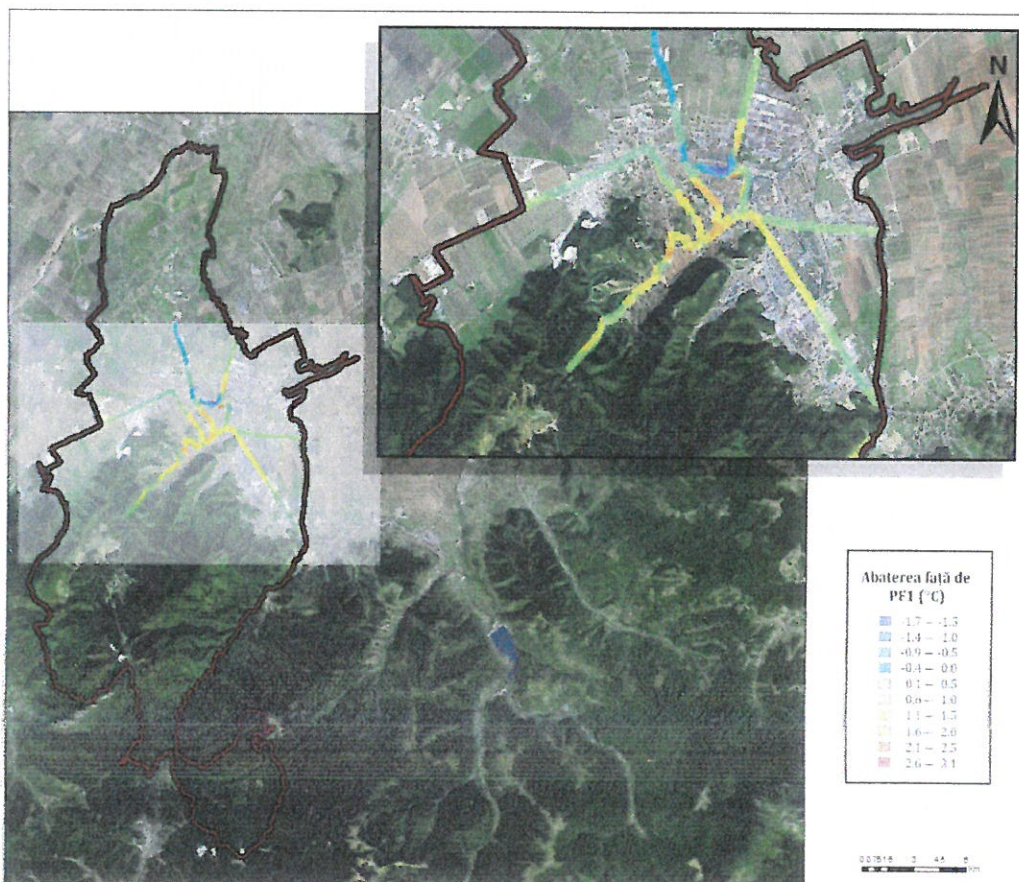 N
Abaterea față de
PF1 (°C)
-1.7 – -1.5
-1.4 – -1.0
-0.9 – -0.5
-0.4 – 0.0
0.1 – 0.5
0.6 – 1.0
1.1 – 1.5
1.6 – 2.0
2.1 – 2.5
2.6 – 3.1
Km